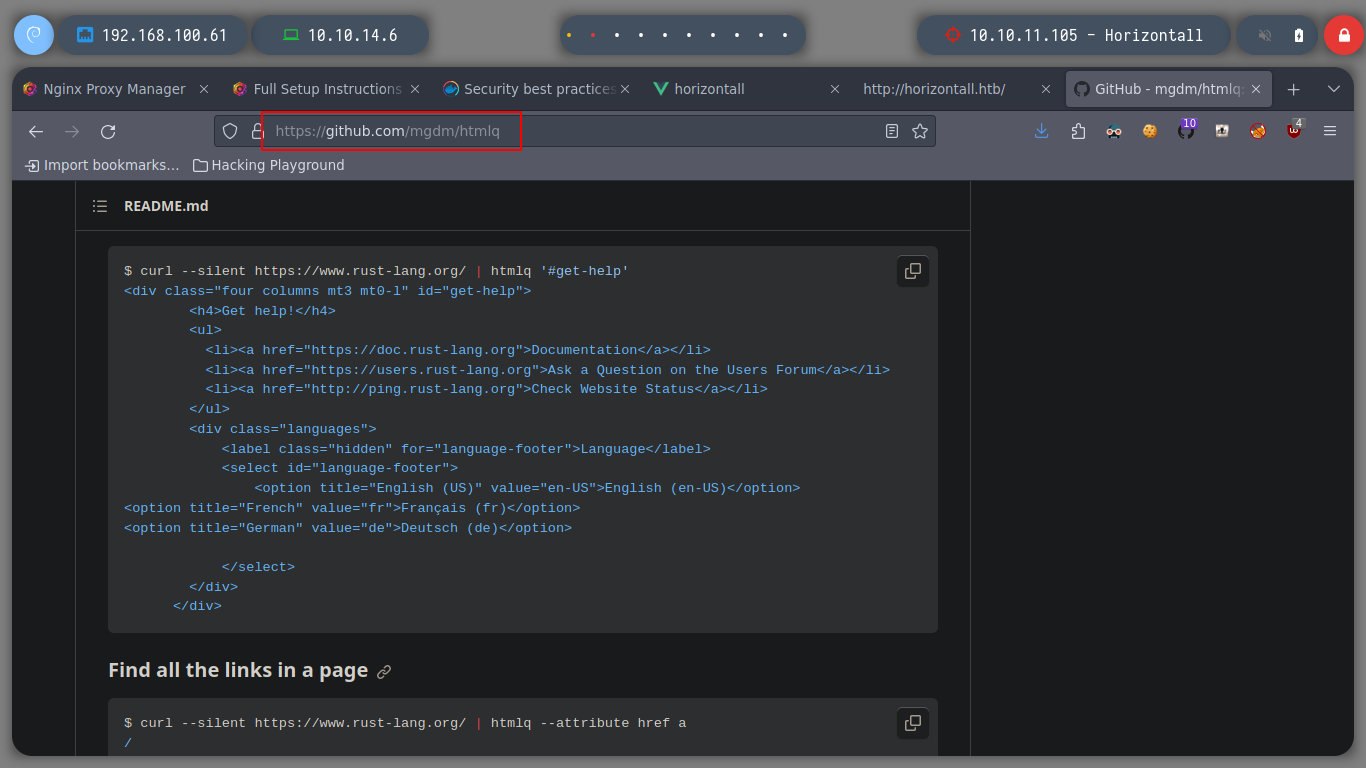 192.168.100.61
10.10.14.6
10.10.11.105 - Horizontall
Nginx Proxy Manager
Full Setup Instructions
Security best practices
horizontall
http://horizontall.htb/
GitHub - mgdm/htmlq:
https://github.com/mgdm/htmlq
10
4
Import bookmarks...
Hacking Playground
README.md
$ curl --silent https://www.rust-lang.org/ | htmlq '#get-help'
<div class="four columns mt3 mt0-l" id="get-help">
        <h4>Get help!</h4>
        <ul>
          <li><a href="https://doc.rust-lang.org">Documentation</a></li>
          <li><a href="https://users.rust-lang.org">Ask a Question on the Users Forum</a></li>
          <li><a href="http://ping.rust-lang.org">Check Website Status</a></li>
        </ul>
        <div class="languages">
            <label class="hidden" for="language-footer">Language</label>
            <select id="language-footer">
                <option title="English (US)" value="en-US">English (en-US)</option>
<option title="French" value="fr">Français (fr)</option>
<option title="German" value="de">Deutsch (de)</option>
            </select>
        </div>
      </div>
Find all the links in a page
$ curl --silent https://www.rust-lang.org/ | htmlq --attribute href a
/